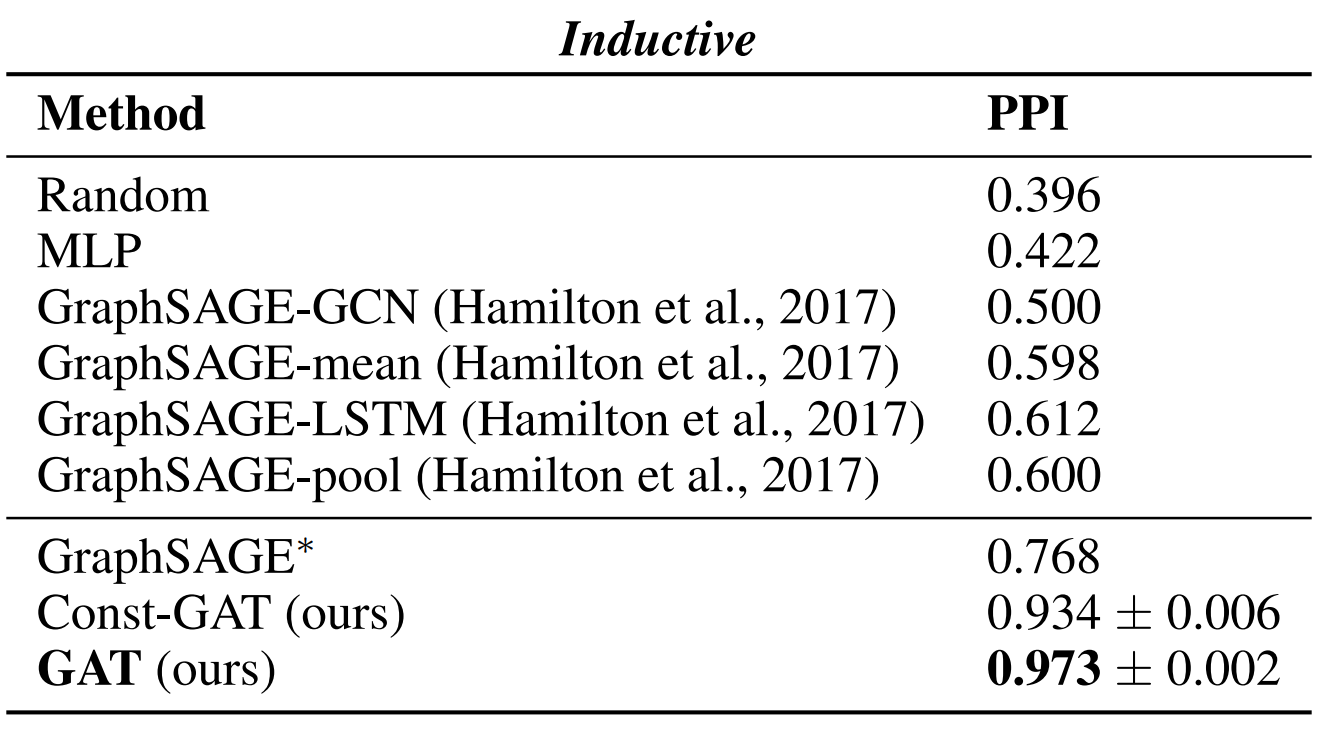 Inductive
Method PPI
Random 0.396
MLP 0.422
GraphSAGE-GCN (Hamilton et al., 2017) 0.500
GraphSAGE-mean (Hamilton et al., 2017) 0.598
GraphSAGE-LSTM (Hamilton et al., 2017) 0.612
GraphSAGE-pool (Hamilton et al., 2017) 0.600
GraphSAGE* 0.768
Const-GAT (ours) 0.934 ± 0.006
GAT (ours) 0.973 ± 0.002